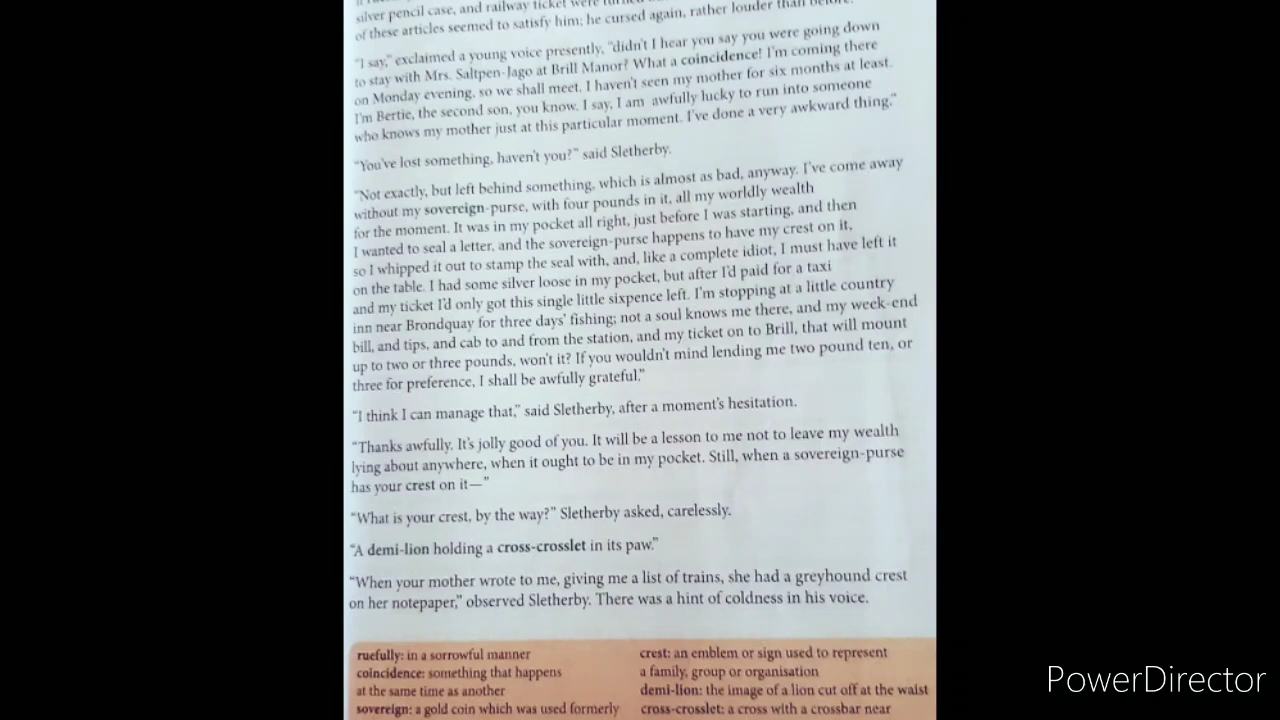 silver pencil case, and railway ticket were
of these articles seemed to satisfy him; he cursed again, rather louder than before.
“I say,” exclaimed a young voice presently, “didn’t I hear you say you were going down
to stay with Mrs. Saltpen-Jago at Brill Manor? What a coincidence! I’m coming there
on Monday evening, so we shall meet. I haven’t seen my mother for six months at least.
I’m Bertie, the second son, you know. I say, I am awfully lucky to run into someone
who knows my mother just at this particular moment. I’ve done a very awkward thing.”
“You’ve lost something, haven’t you?” said Sletherby.
“Not exactly, but left behind something, which is almost as bad, anyway. I’ve come away
without my sovereign-purse, with four pounds in it, all my worldly wealth
for the moment. It was in my pocket all right, just before I was starting, and then
I wanted to seal a letter, and the sovereign-purse happens to have my crest on it,
so I whipped it out to stamp the seal with, and, like a complete idiot, I must have left it
on the table. I had some silver loose in my pocket, but after I’d paid for a taxi
and my ticket I’d only got this single little sixpence left. I’m stopping at a little country
inn near Brondquay for three days’ fishing; not a soul knows me there, and my week-end
bill, and tips, and cab to and from the station, and my ticket on to Brill, that will mount
up to two or three pounds, won’t it? If you wouldn’t mind lending me two pound ten, or
three for preference, I shall be awfully grateful.”
“I think I can manage that,” said Sletherby, after a moment’s hesitation.
“Thanks awfully. It’s jolly good of you. It will be a lesson to me not to leave my wealth
lying about anywhere, when it ought to be in my pocket. Still, when a sovereign-purse
has your crest on it—”
“What is your crest, by the way?” Sletherby asked, carelessly.
“A demi-lion holding a cross-crosslet in its paw.”
“When your mother wrote to me, giving me a list of trains, she had a greyhound crest
on her notepaper,” observed Sletherby. There was a hint of coldness in his voice.
ruefully: in a sorrowful manner
coincidence: something that happens
at the same time as another
sovereign: a gold coin which was used formerly
crest: an emblem or sign used to represent
a family, group or organisation
demi-lion: the image of a lion cut off at the waist
cross-crosslet: a cross with a crossbar near
PowerDirector